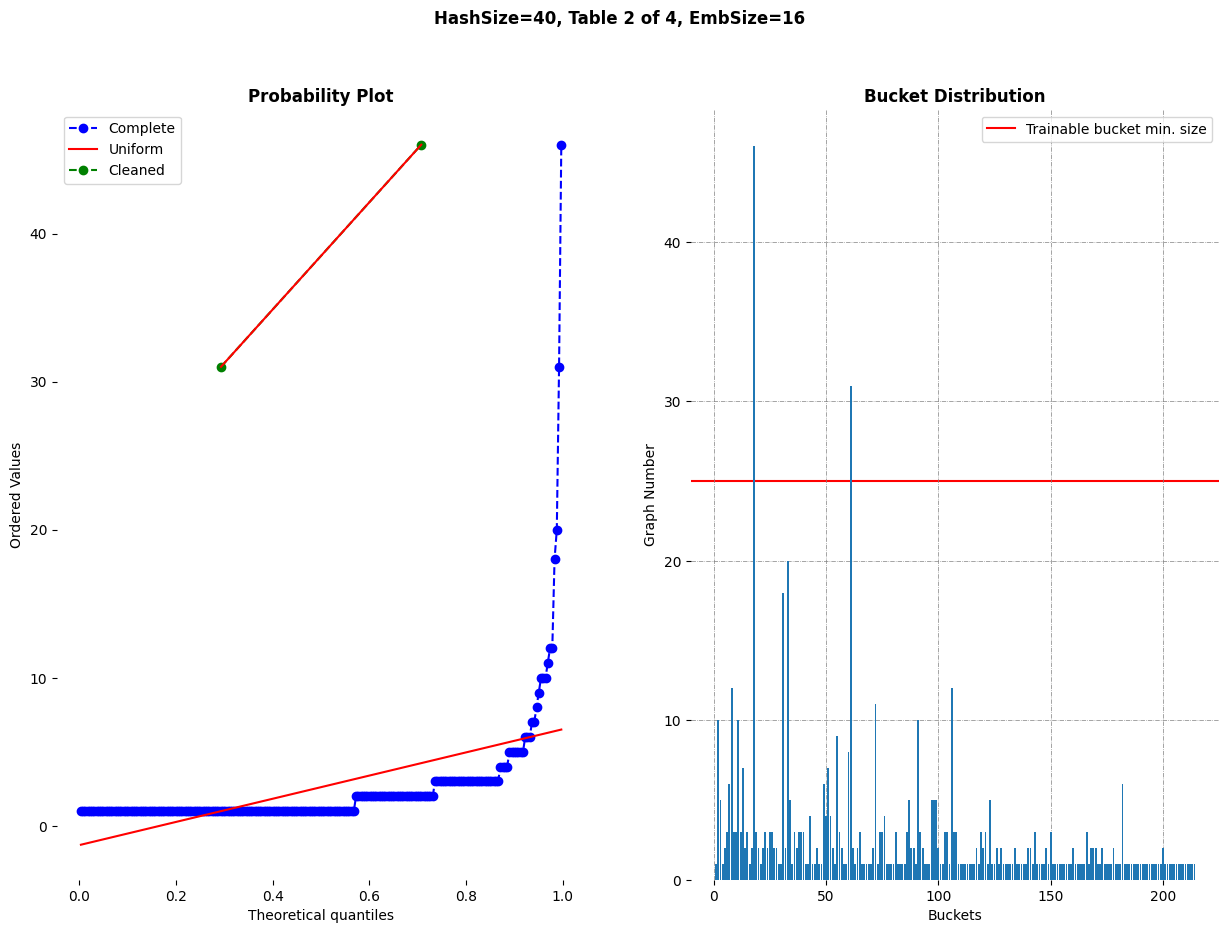 HashSize=40, Table 2 of 4, EmbSize=16
Probability Plot
Complete
Uniform
Cleaned
40
30
20
10
0
Ordered Values
0.0 0.2 0.4 0.6 0.8 1.0
Theoretical quantiles
Bucket Distribution
Trainable bucket min. size
40
30
20
10
0
Graph Number
0 50 100 150 200
Buckets